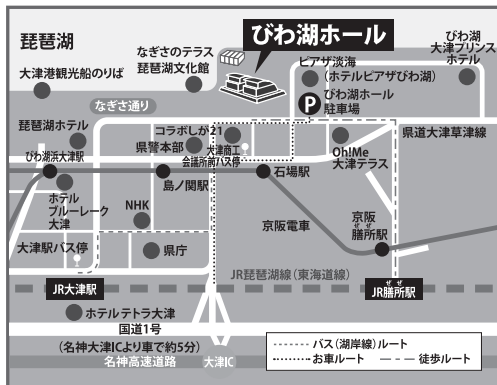 琵琶湖
びわ湖ホール
なぎさのテラス
琵琶湖文化館
大津港観光船のりば
ピアザ淡海
(ホテルピアザびわ湖)
びわ湖
大津プリンス
ホテル
P
びわ湖ホール
駐車場
なぎさ通り
琵琶湖ホテル
コラボしが21
県警本部
大津商工
会議所前バス停
Oh!Me
大津テラス
県道大津草津線
びわ湖浜大津駅
島ノ関駅
石場駅
ホテル
ブルーレーク
大津
NHK
京阪電車
京阪
膳所駅
ぜぜ
大津駅バス停
県庁
JR琵琶湖線(東海道線)
JR大津駅
JR膳所駅
ぜぜ
ホテルテトラ大津
国道1号
(名神大津ICより車で約5分)
名神高速道路
大津IC
バス(湖岸線)ルート
お車ルート
徒歩ルート